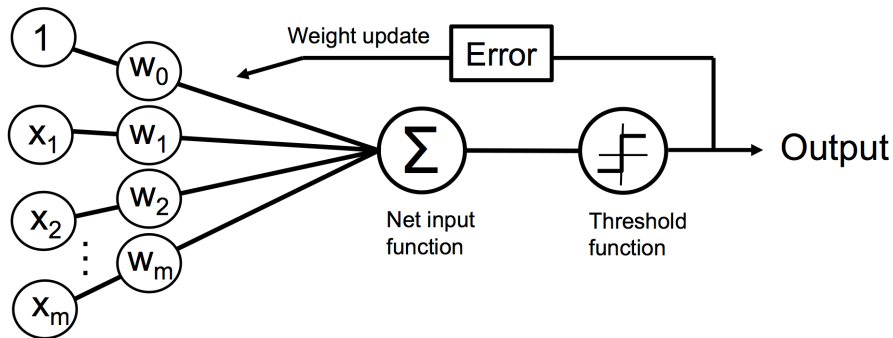 1
w0
Weight update
Error
x1
w1
Σ
Output
x2
w2
Net input
function
Threshold
function
xm
wm